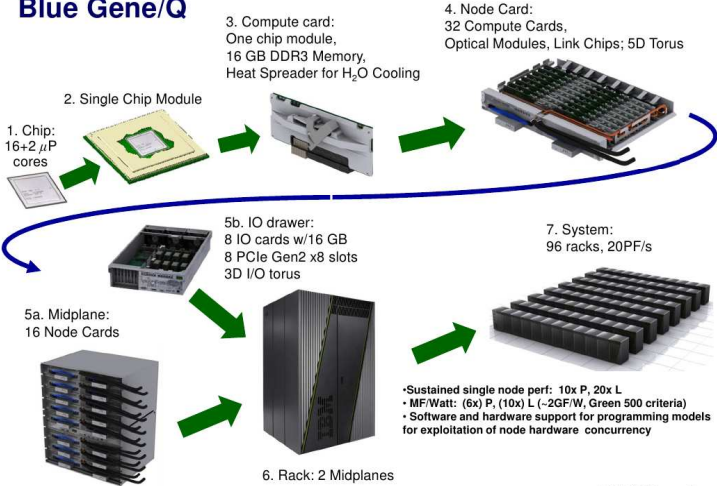 Blue Gene/Q
1. Chip:
16+2 μP
cores
2. Single Chip Module
3. Compute card:
One chip module,
16 GB DDR3 Memory,
Heat Spreader for H₂O Cooling
4. Node Card:
32 Compute Cards,
Optical Modules, Link Chips; 5D Torus
5a. Midplane:
16 Node Cards
5b. IO drawer:
8 IO cards w/16 GB
8 PCIe Gen2 x8 slots
3D I/O torus
IBM
6. Rack: 2 Midplanes
7. System:
96 racks, 20PF/s
•Sustained single node perf: 10x P, 20x L
• MF/Watt: (6x) P, (10x) L (~2GF/W, Green 500 criteria)
• Software and hardware support for programming models
for exploitation of node hardware concurrency